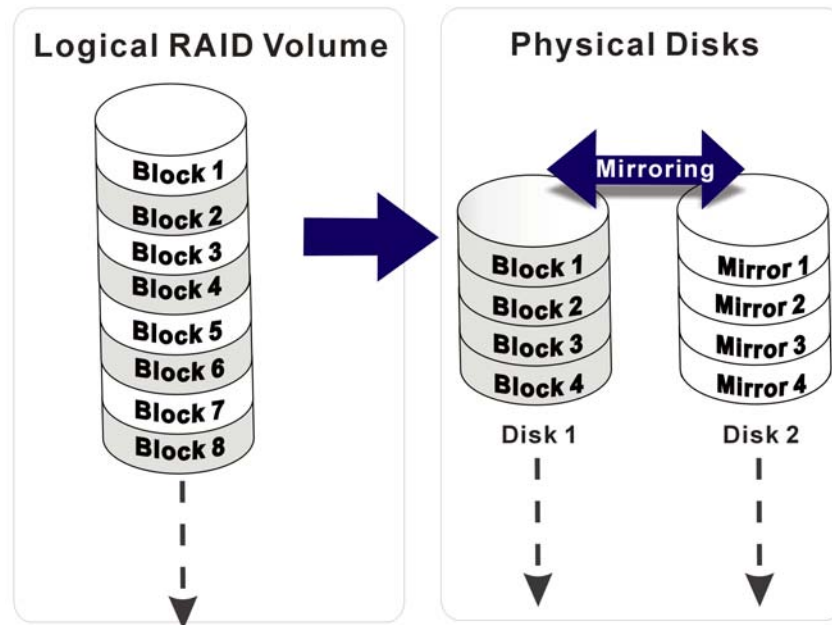 Logical RAID Volume
Block 1
Block 2
Block 3
Block 4
Block 5
Block 6
Block 7
Block 8
Physical Disks
Mirroring
Block 1
Block 2
Block 3
Block 4
Disk 1
Mirror 1
Mirror 2
Mirror 3
Mirror 4
Disk 2